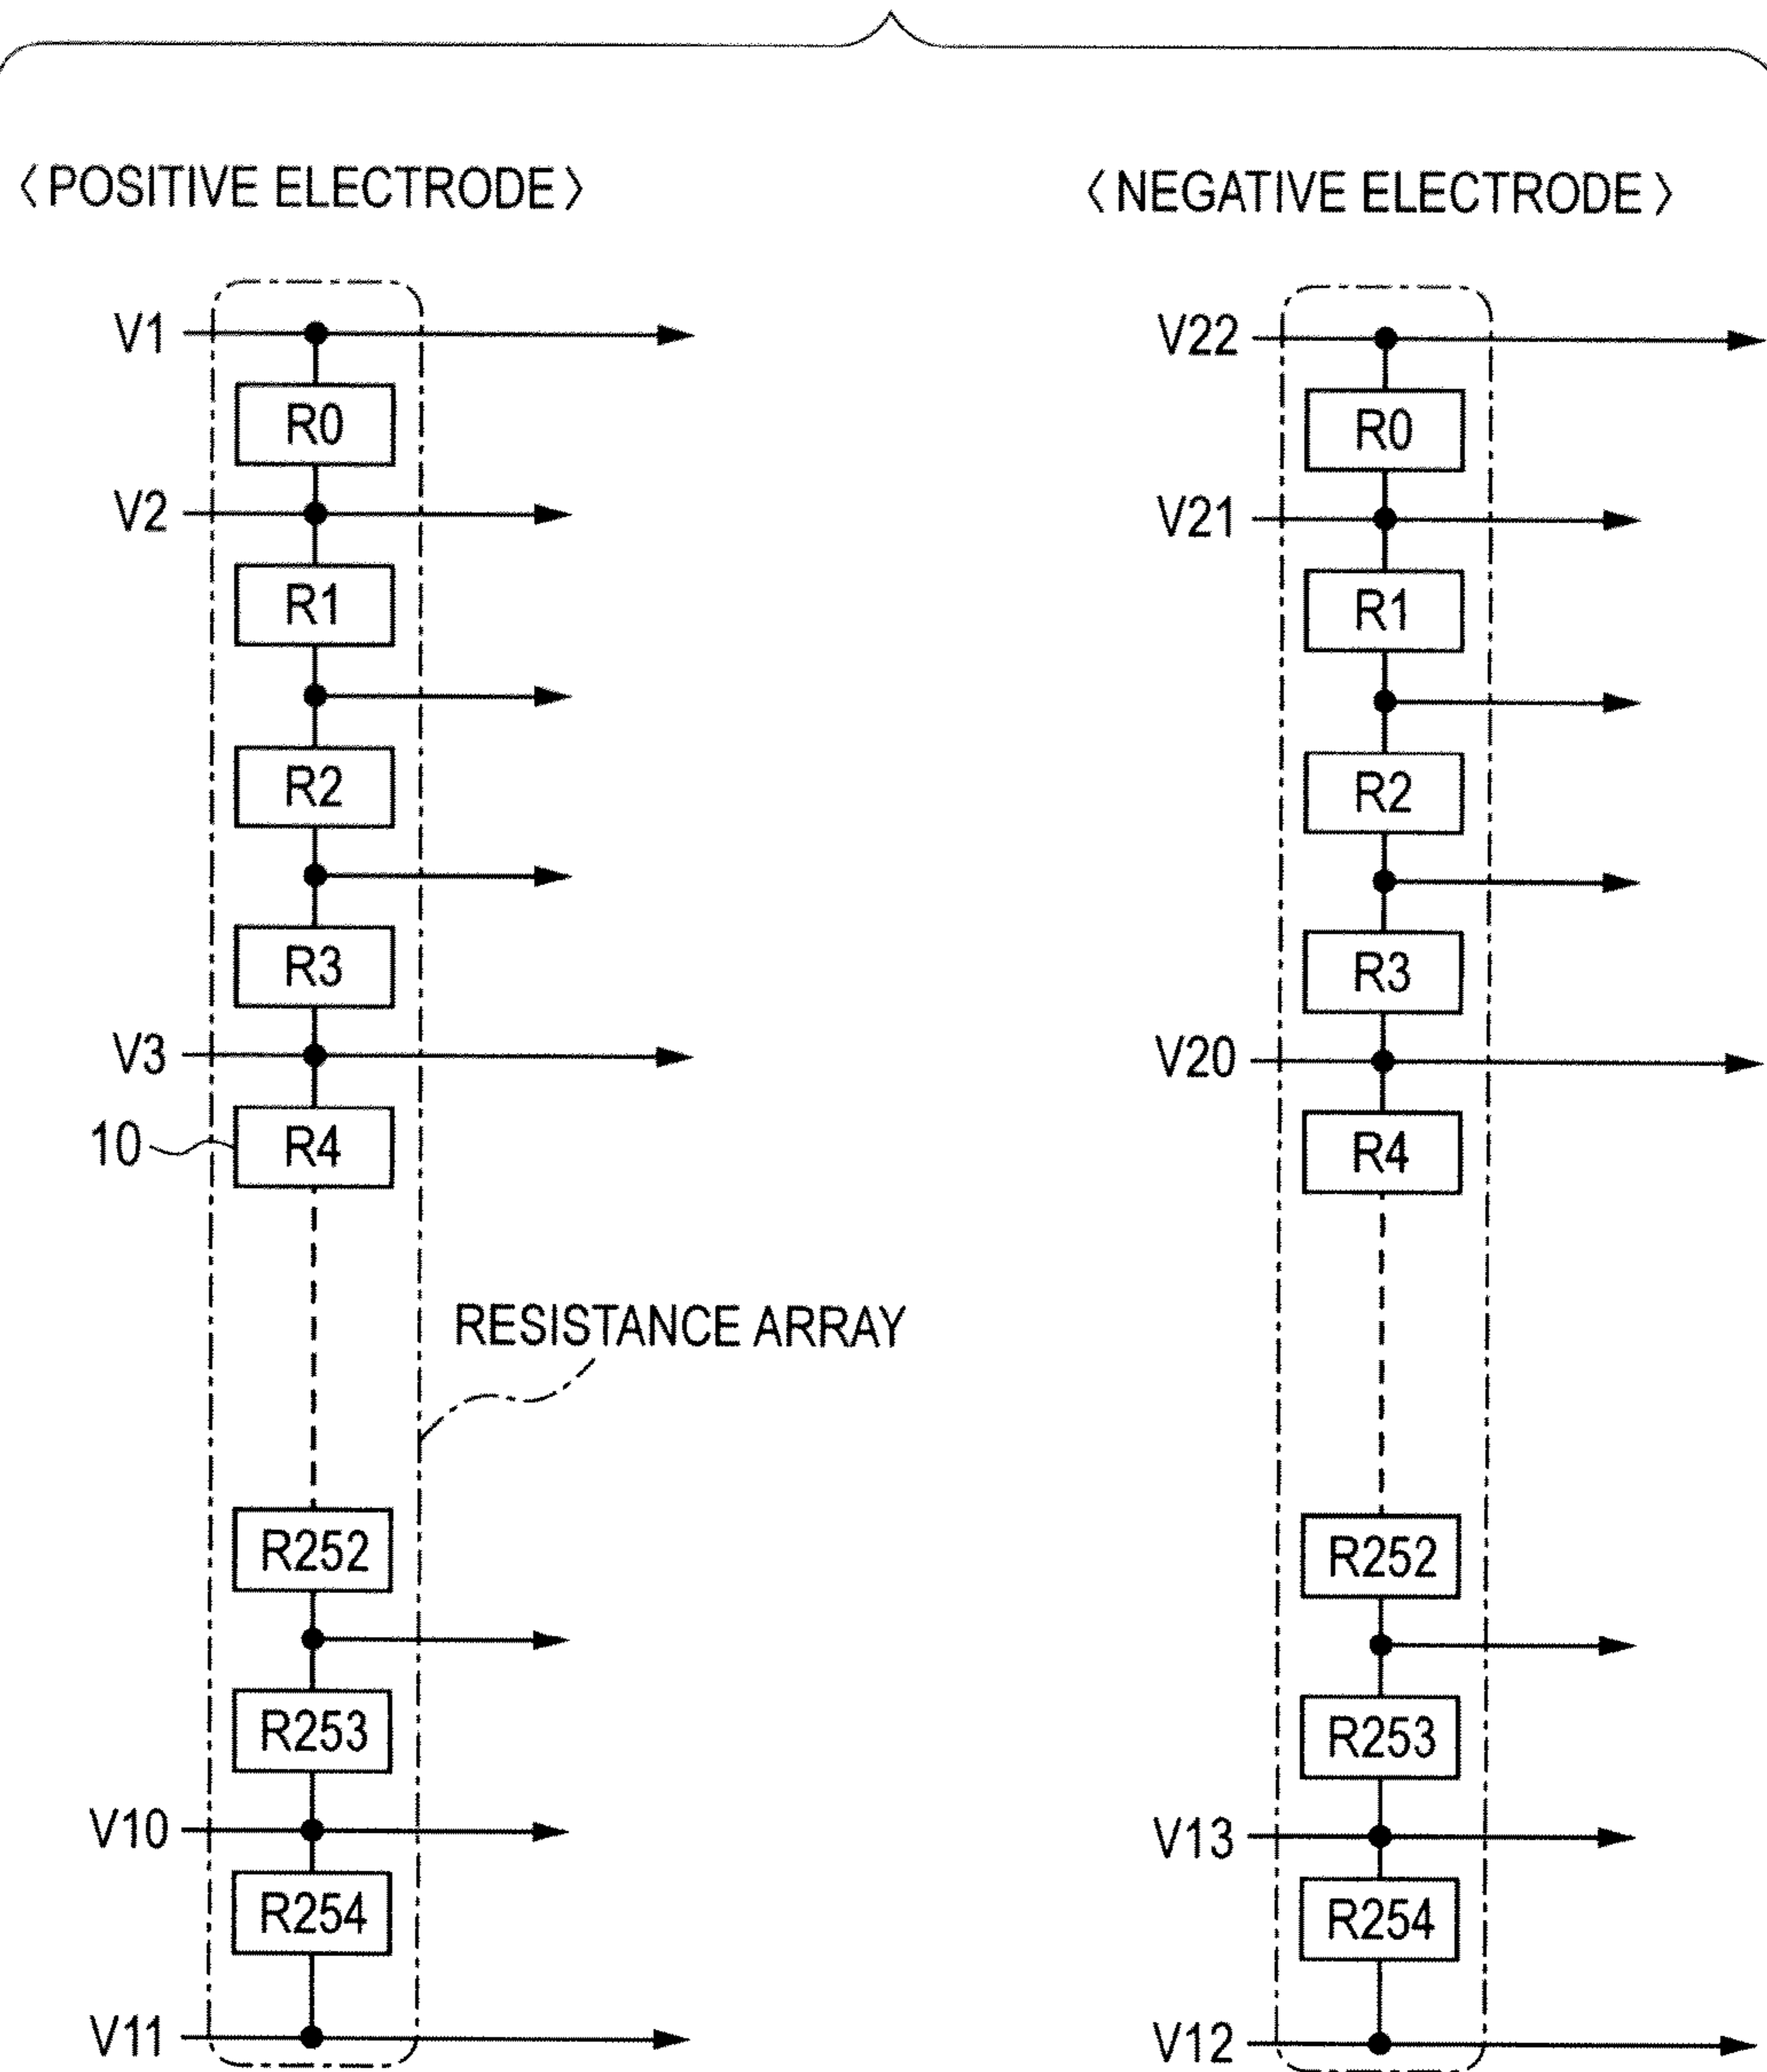 〈POSITIVE ELECTRODE〉
V1
R0
V2
R1
R2
R3
V3
10
R4
RESISTANCE ARRAY
R252
R253
V10
R254
V11
〈NEGATIVE ELECTRODE〉
V22
R0
V21
R1
R2
R3
V20
R4
R252
R253
V13
R254
V12